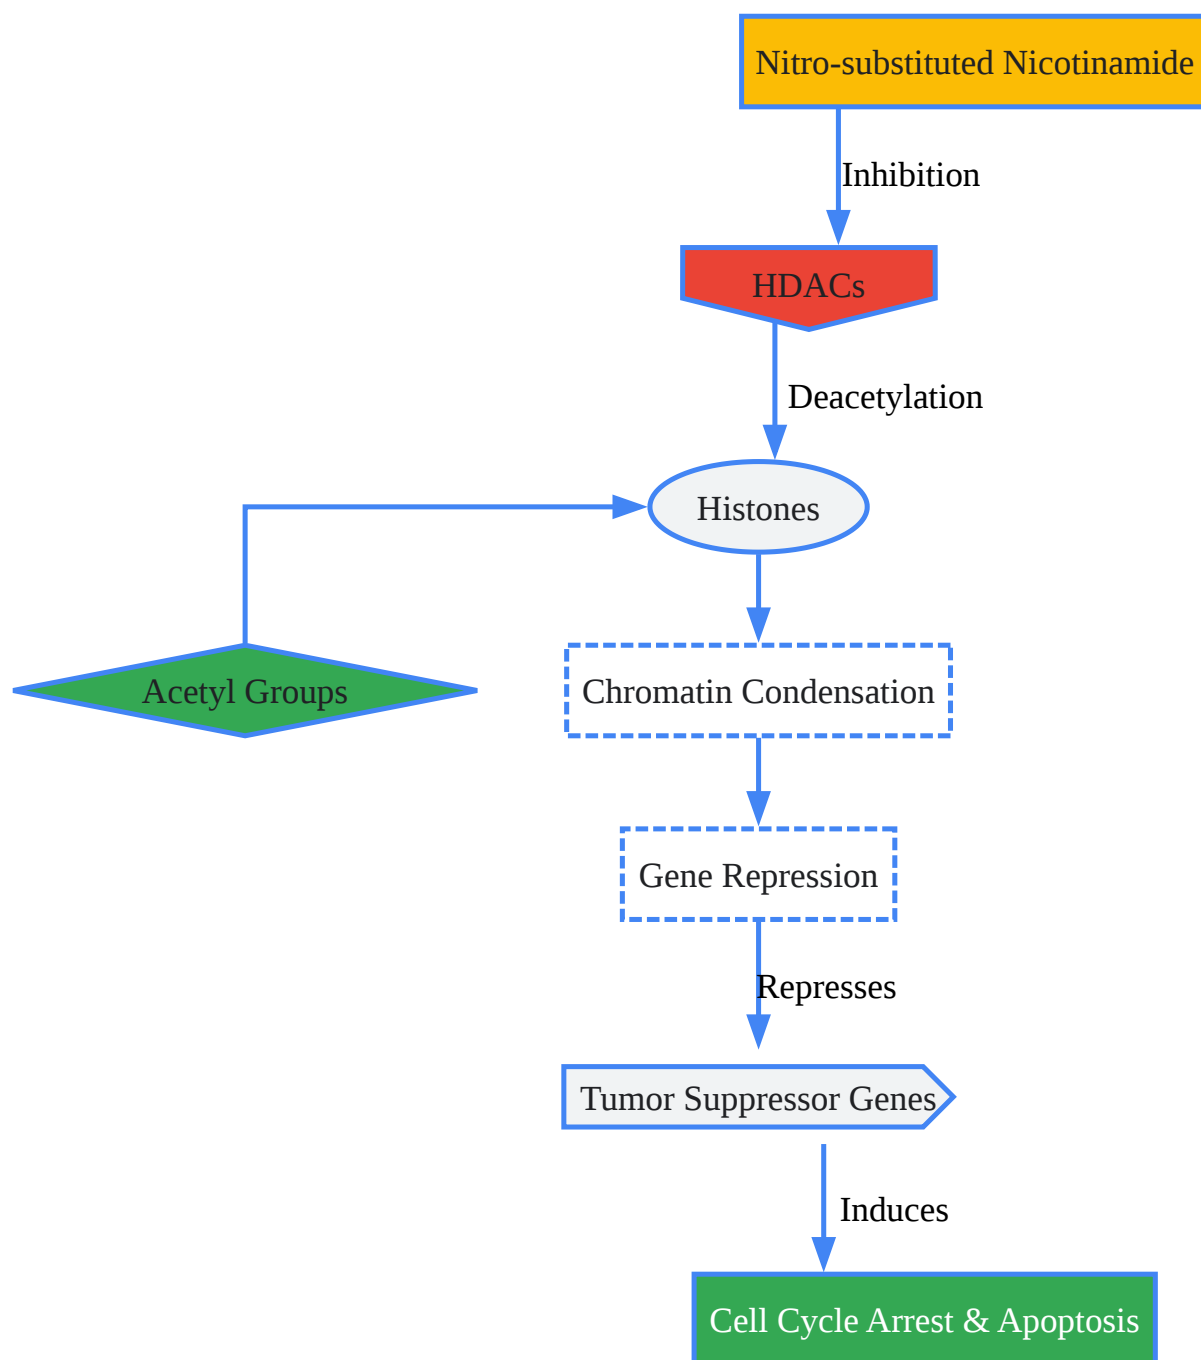 Nitro-substituted Nicotinamide
Inhibition
HDACs
Deacetylation
Histones
Acetyl Groups
Chromatin Condensation
Gene Repression
Represses
Tumor Suppressor Genes
Induces
Cell Cycle Arrest & Apoptosis